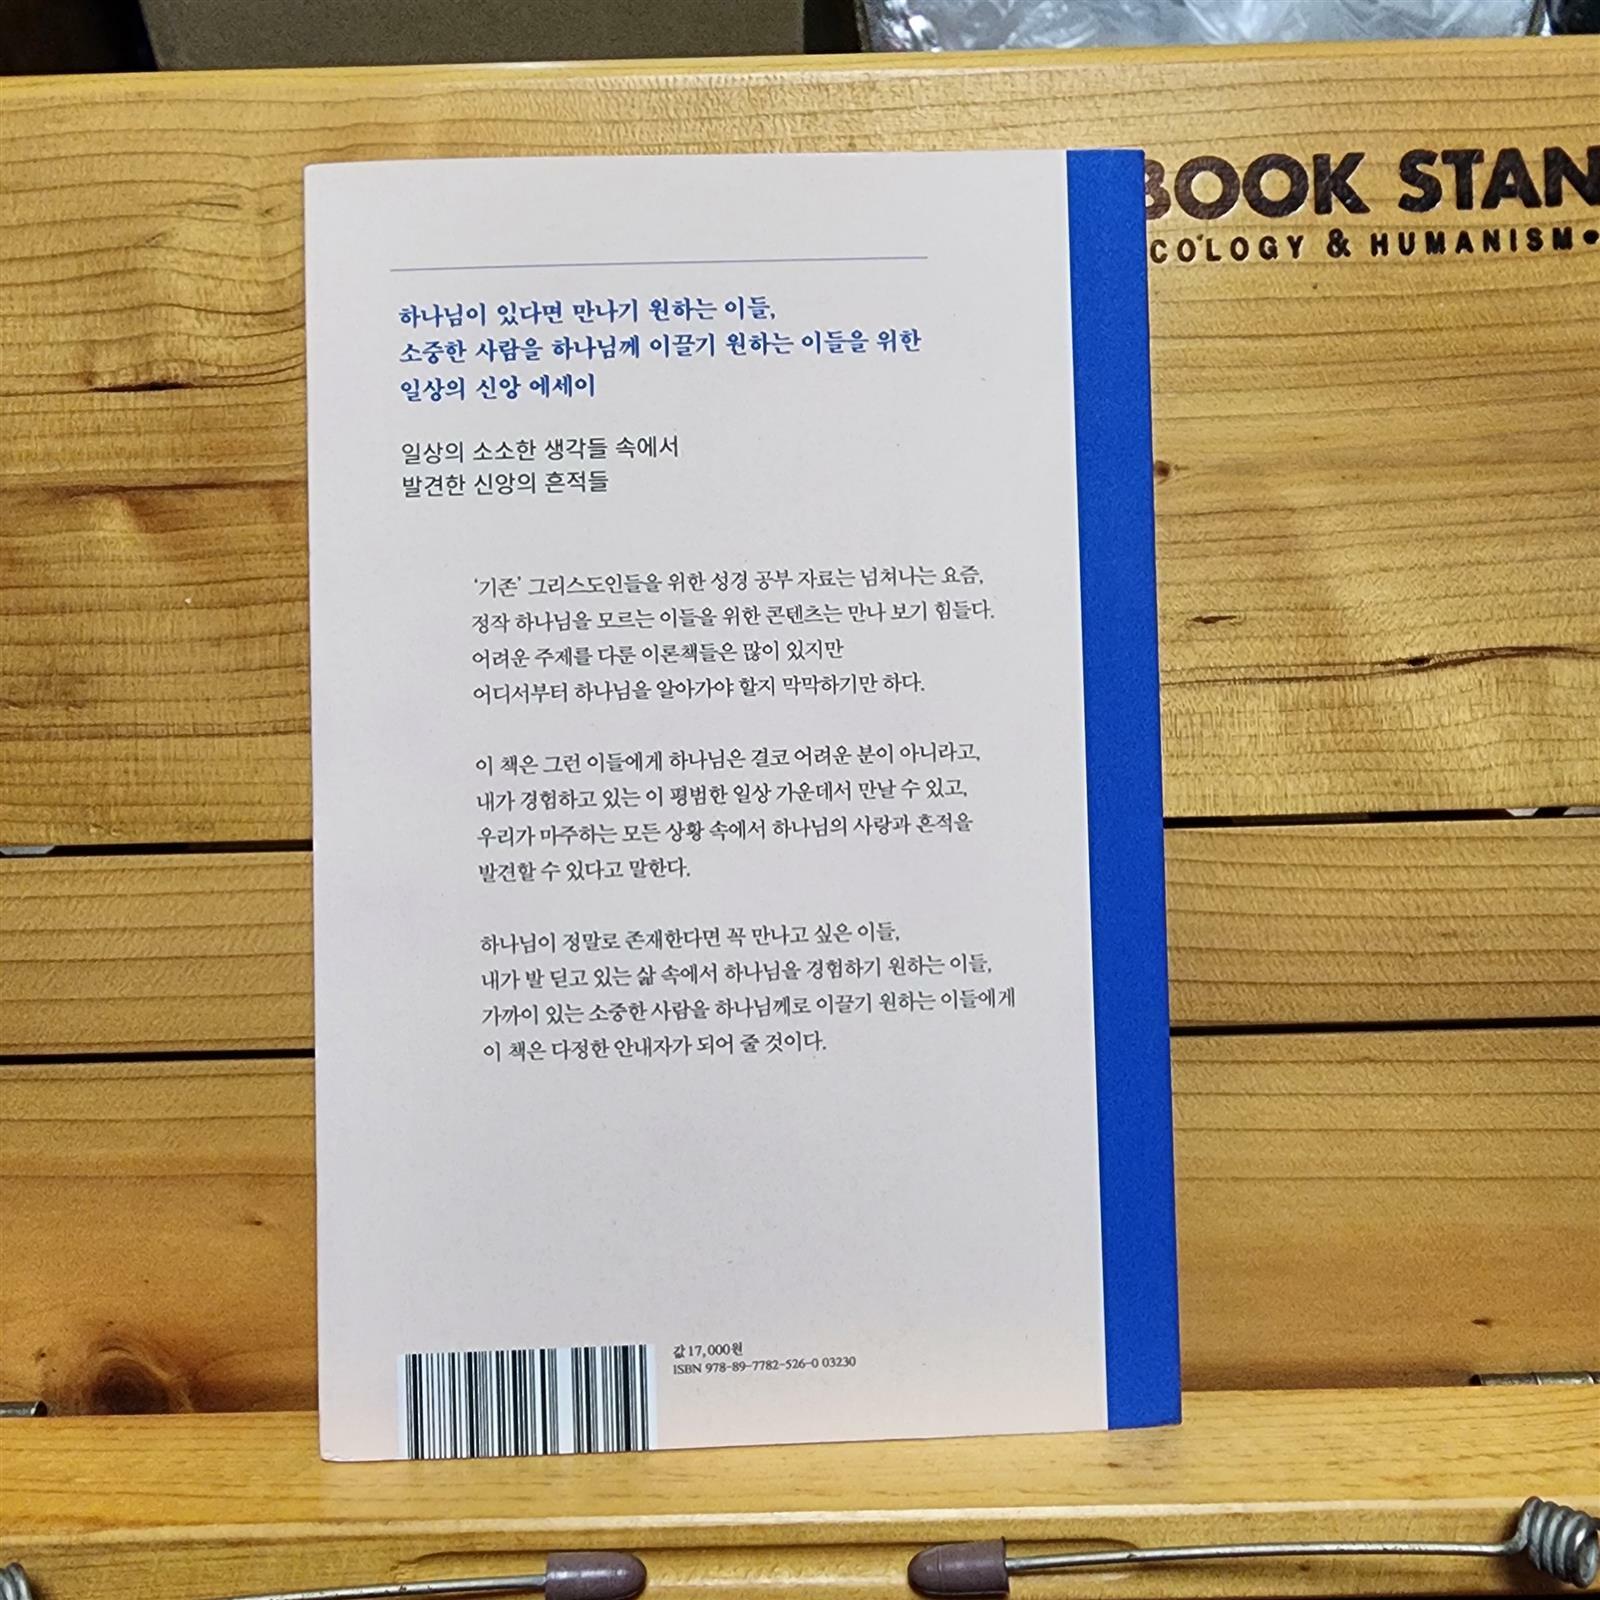 BOOK STAN
COLOGY & HUMANISM
하나님이 있다면 만나기 원하는 이들,
소중한 사람을 하나님께 이끌기 원하는 이들을 위한
일상의 신앙 에세이
일상의 소소한 생각들 속에서
발견한 신앙의 흔적들
‘기존’ 그리스도인들을 위한 성경 공부 자료는 넘쳐나는 요즘,
정작 하나님을 모르는 이들을 위한 콘텐츠는 만나 보기 힘들다.
어려운 주제를 다룬 이론책들은 많이 있지만
어디서부터 하나님을 알아가야 할지 막막하기만 하다.
이 책은 그런 이들에게 하나님은 결코 어려운 분이 아니라고,
내가 경험하고 있는 이 평범한 일상 가운데서 만날 수 있고,
우리가 마주하는 모든 상황 속에서 하나님의 사랑과 흔적을
발견할 수 있다고 말한다.
하나님이 정말로 존재한다면 꼭 만나고 싶은 이들,
내가 발 딛고 있는 삶 속에서 하나님을 경험하기 원하는 이들,
가까이 있는 소중한 사람을 하나님께로 이끌기 원하는 이들에게
이 책은 다정한 안내자가 되어 줄 것이다.
값 17,000원
ISBN 978-89-7782-526-0 03230